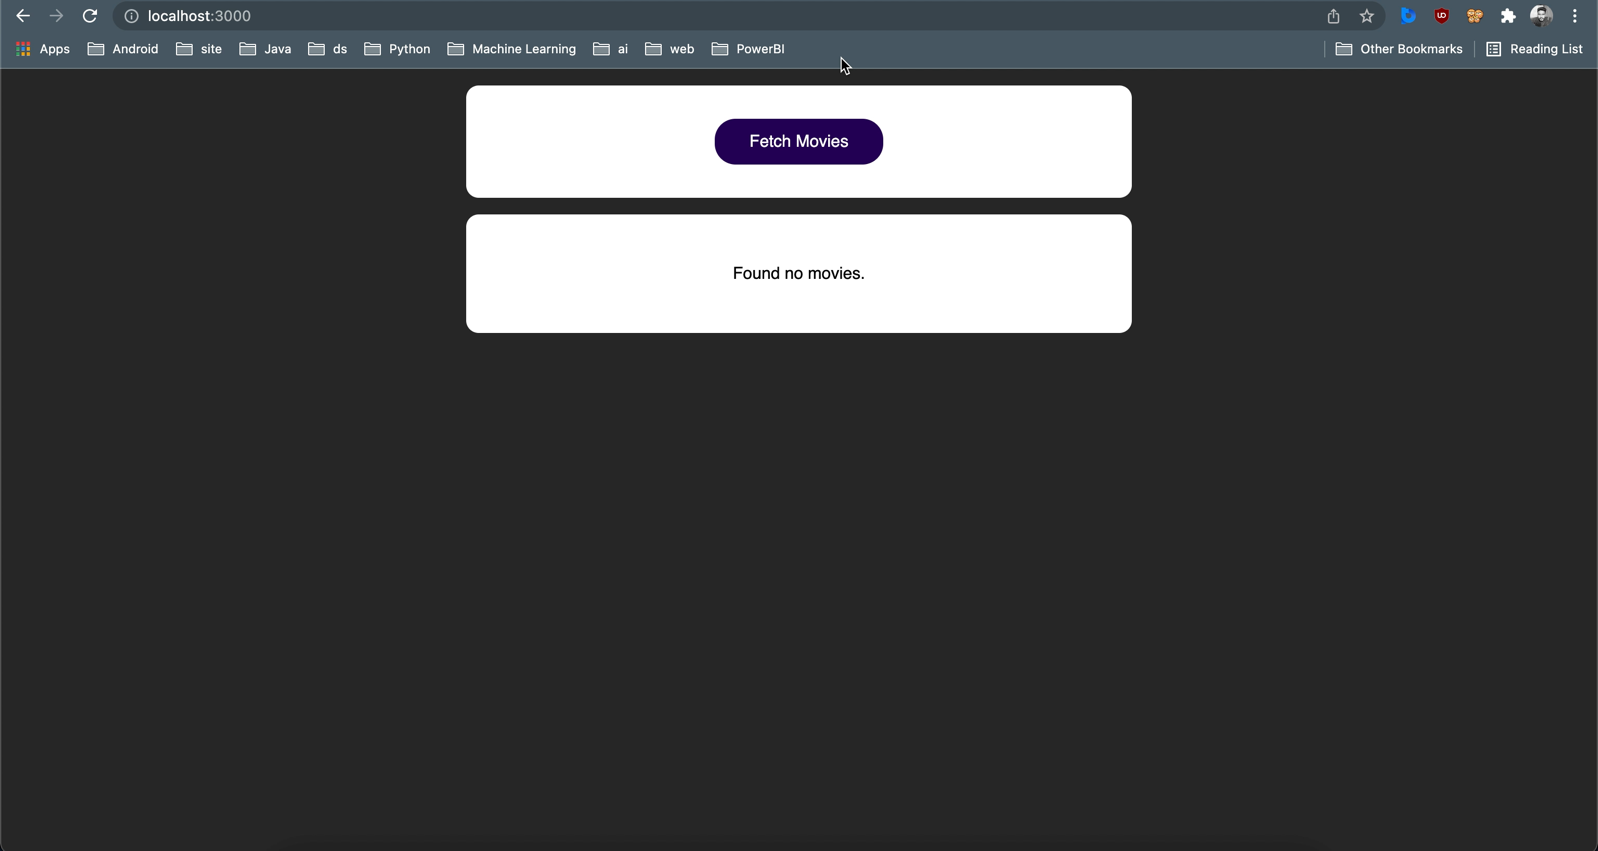 localhost:3000
Apps Android site Java ds Python Machine Learning ai web PowerBI Other Bookmarks Reading List
Fetch Movies
Found no movies.